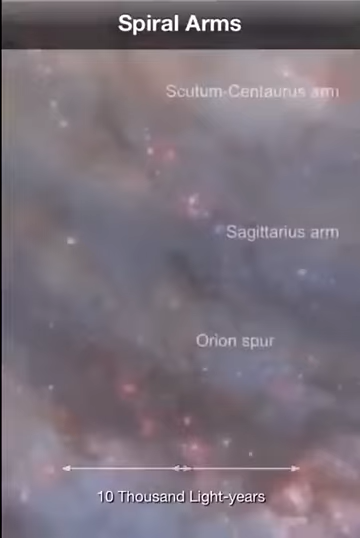 Spiral Arms
Scutum-Centaurus arm
Sagittarius arm
Orion spur
10 Thousand Light-years